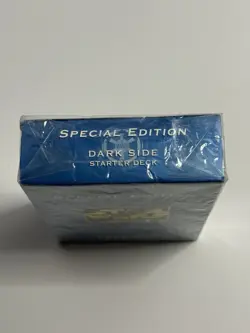 SPECIAL EDITION
DARK SIDE
STARTER DECK